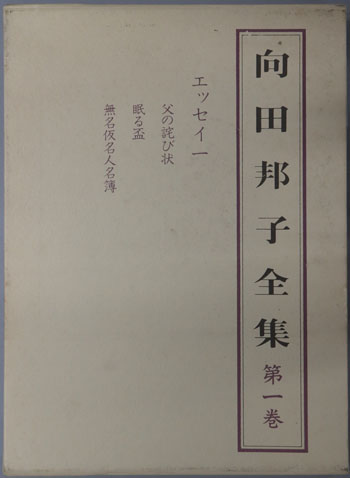 向田邦子全集 第一巻
エッセイ一
父の詫び状
眠る盃
無名仮名人名簿